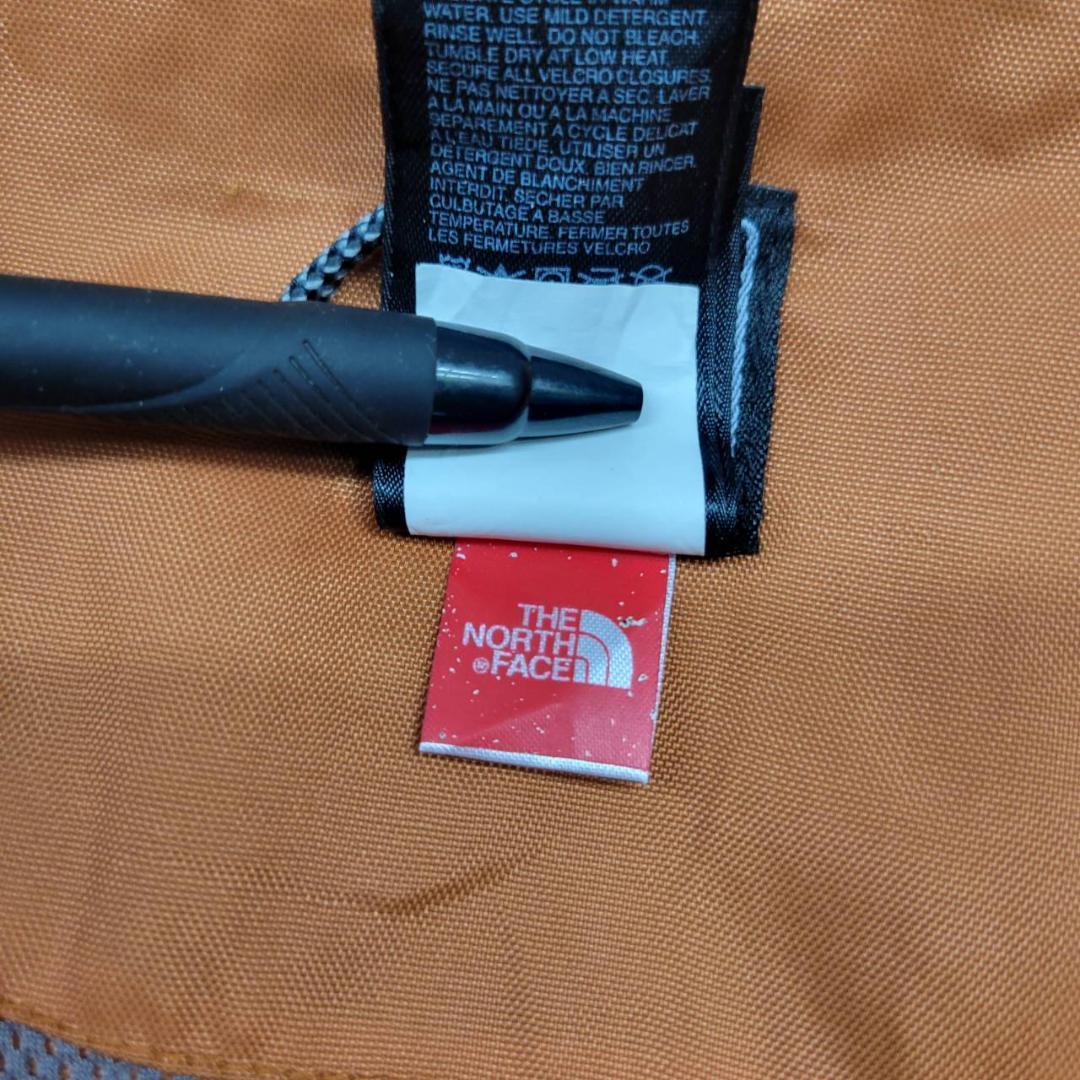 WATER. USE MILD DETERGENT.
RINSE WELL. DO NOT BLEACH.
TUMBLE DRY AT LOW HEAT.
SECURE ALL VELCRO CLOSURES.
NE PAS NETTOYER A SEC. LAVER
A LA MAIN OU A LA MACHINE
SEPAREMENT A CYCLE DELICAT
A L'EAU TIEDE. UTILISER UN
DETERGENT DOUX. BIEN RINCER.
AGENT DE BLANCHIMENT
INTERDIT. SECHER PAR
CULBUTAGE A BASSE
TEMPERATURE. FERMER TOUTES
LES FERMETURES VELCRO
THE
NORTH
®FACE